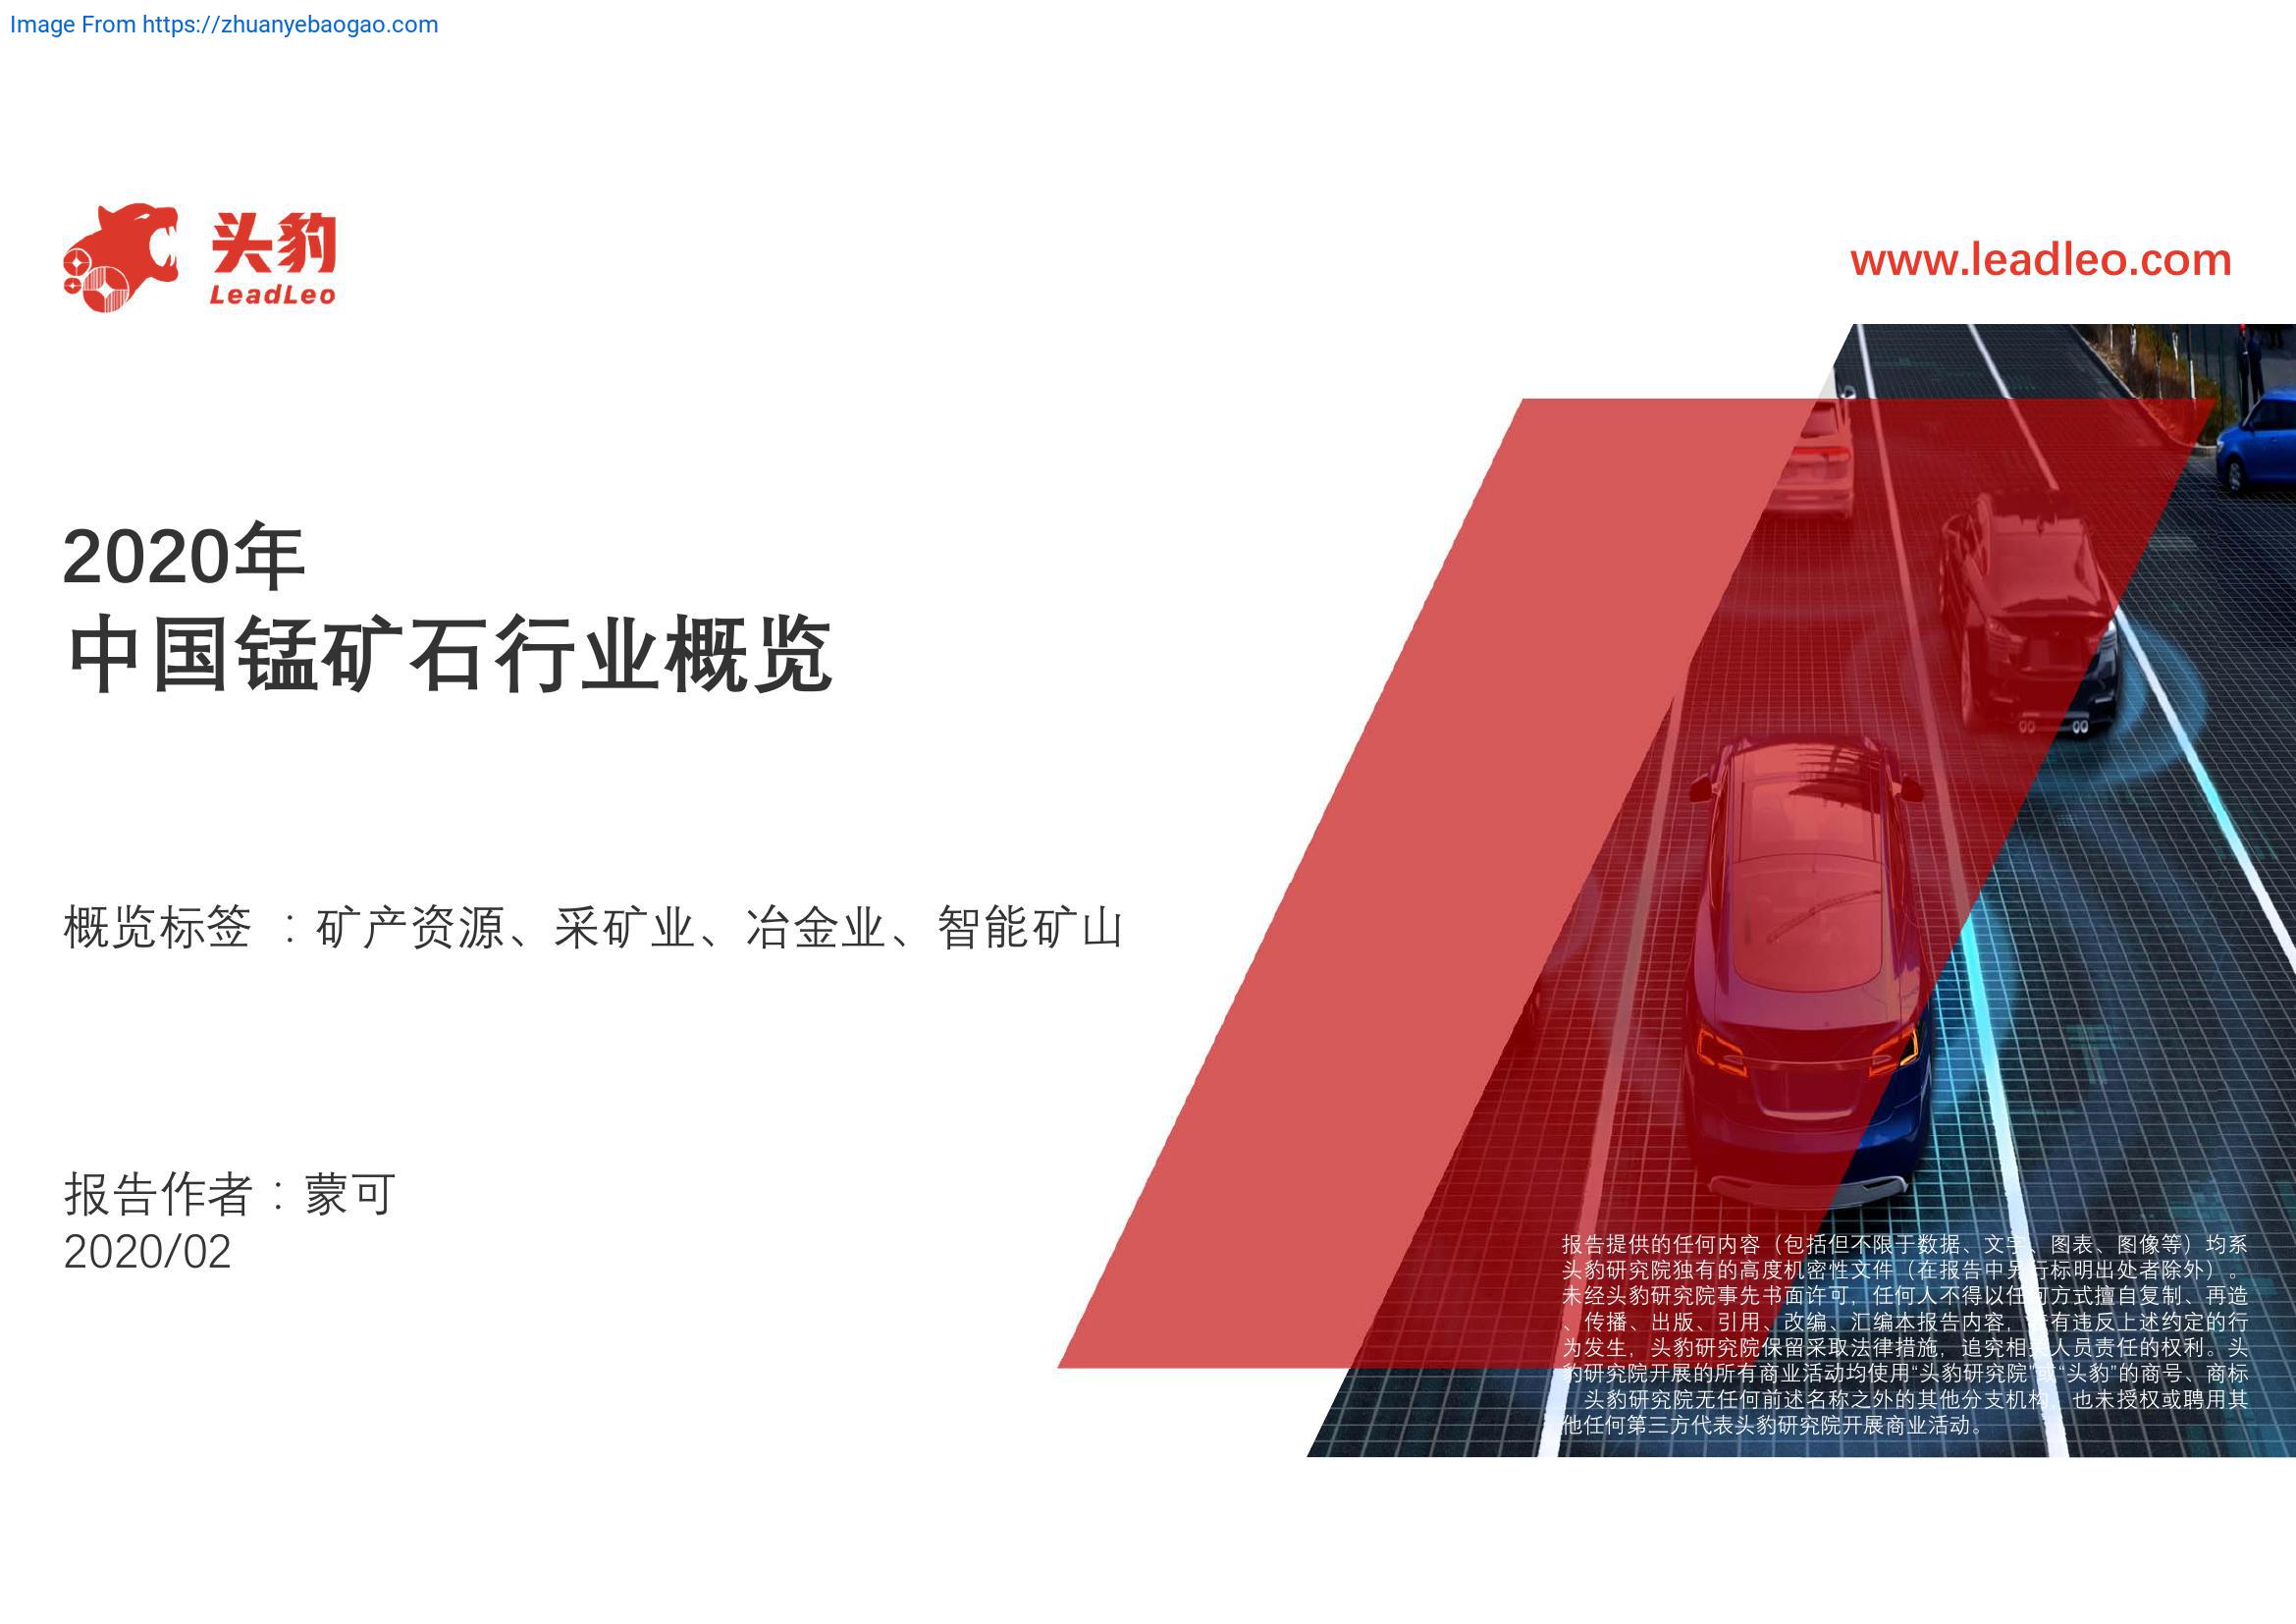 Image From https://zhuanyebaogao.com
头豹
LeadLeo
www.leadleo.com
2020年
中国锰矿石行业概览
概览标签 ：矿产资源、采矿业、冶金业、智能矿山
报告作者：蒙可
2020/02
报告提供的任何内容（包括但不限于数据、文字、图表、图像等）均系
头豹研究院独有的高度机密性文件（在报告中另行标明出处者除外）。
未经头豹研究院事先书面许可，任何人不得以任何方式擅自复制、再造
、传播、出版、引用、改编、汇编本报告内容，若有违反上述约定的行
为发生，头豹研究院保留采取法律措施，追究相关人员责任的权利。头
豹研究院开展的所有商业活动均使用“头豹研究院”或“头豹”的商号、商标
，头豹研究院无任何前述名称之外的其他分支机构，也未授权或聘用其
他任何第三方代表头豹研究院开展商业活动。